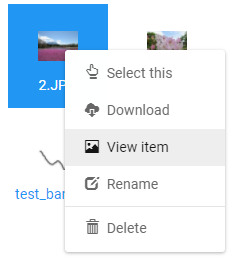 2.JP
Select this
Download
View item
Rename
test_bar
Delete